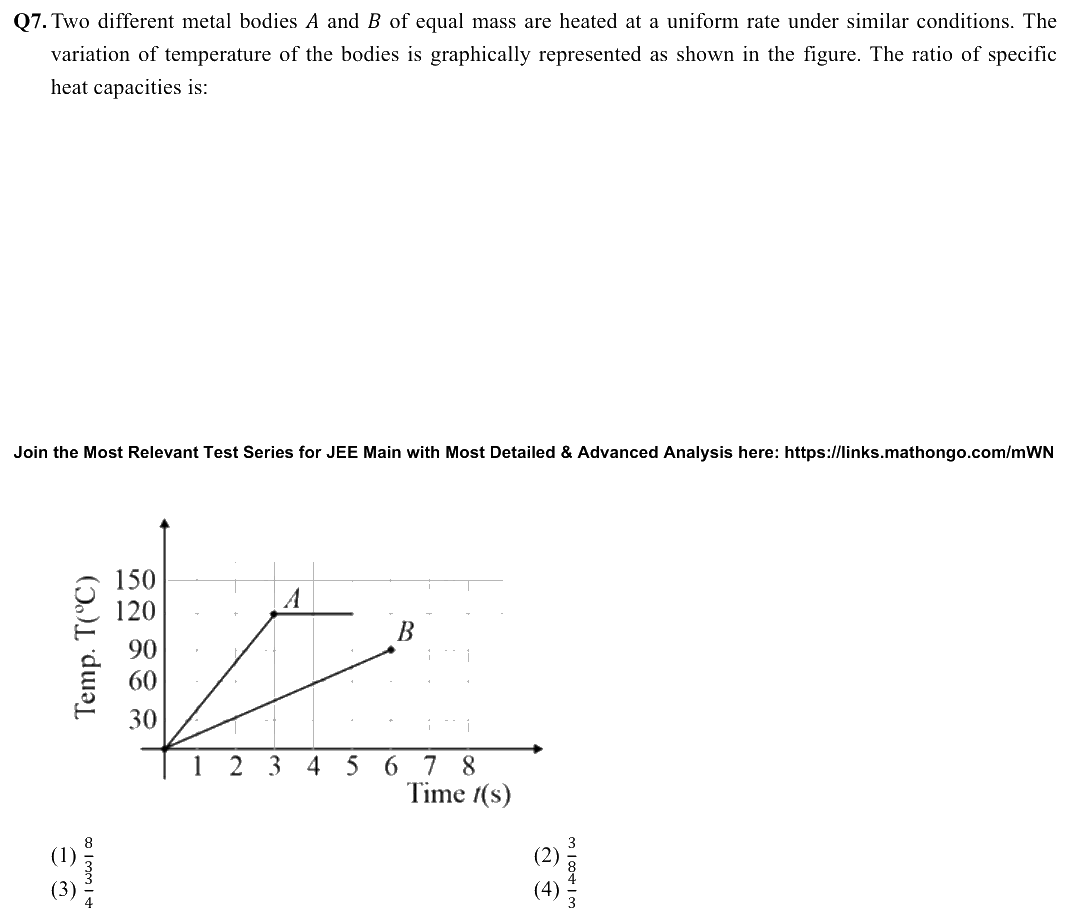 Q7. Two different metal bodies A and B of equal mass are heated at a uniform rate under similar conditions. The
variation of temperature of the bodies is graphically represented as shown in the figure. The ratio of specific
heat capacities is:
Join the Most Relevant Test Series for JEE Main with Most Detailed & Advanced Analysis here: https://links.mathongo.com/mWN
Temp. T(°C)
150
120
90
60
30
A
B
1 2 3 4 5 6 7 8
Time t(s)
(1) 8/3 (2) 3/8
(3) 3/4 (4) 4/3